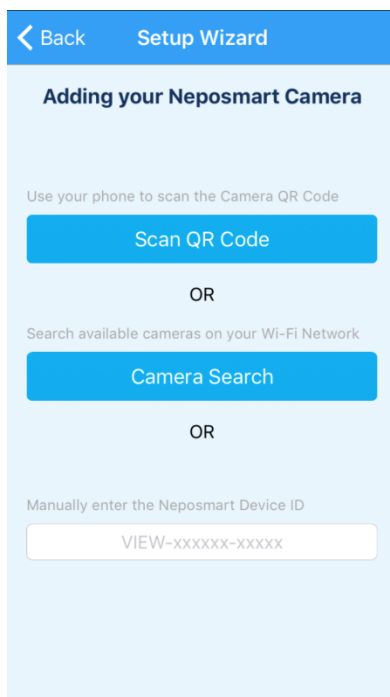 Back Setup Wizard
Adding your Neposmart Camera
Use your phone to scan the Camera QR Code
Scan QR Code
OR
Search available cameras on your Wi-Fi Network
Camera Search
OR
Manually enter the Neposmart Device ID
VIEW-xxxxxx-xxxxx